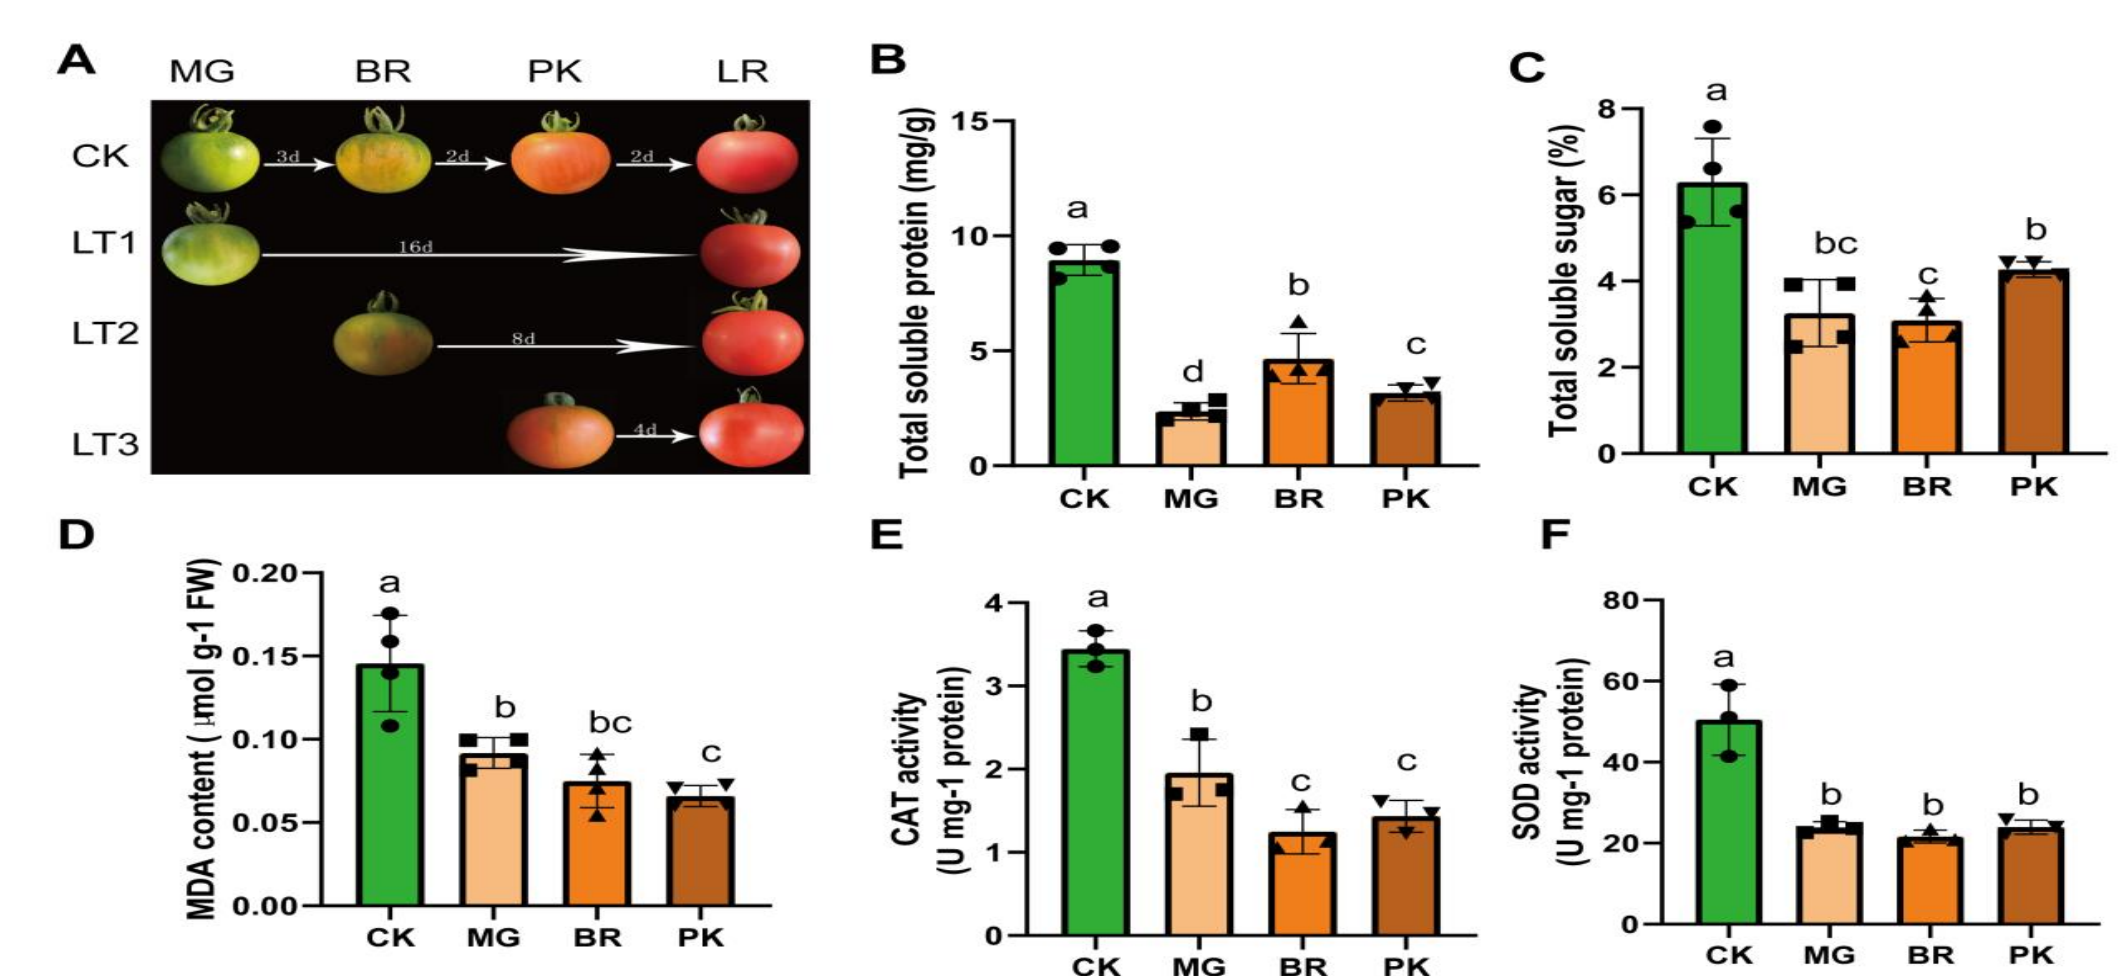 A
MG BR PK LR
CK
3d 2d 2d
LT1
16d
LT2
8d
LT3
4d
B
Total soluble protein (mg/g)
15
10
5
0
a
d
b
c
CK MG BR PK
C
Total soluble sugar (%)
8
6
4
2
0
a
bc
c
b
CK MG BR PK
D
MDA content (μmol g-1 FW)
0.20
0.15
0.10
0.05
0.00
a
b
bc
c
CK MG BR PK
E
CAT activity
(U mg-1 protein)
4
3
2
1
0
a
b
c
c
CK MG BR PK
F
SOD activity
(U mg-1 protein)
80
60
40
20
0
a
b
b
b
CK MG BR PK